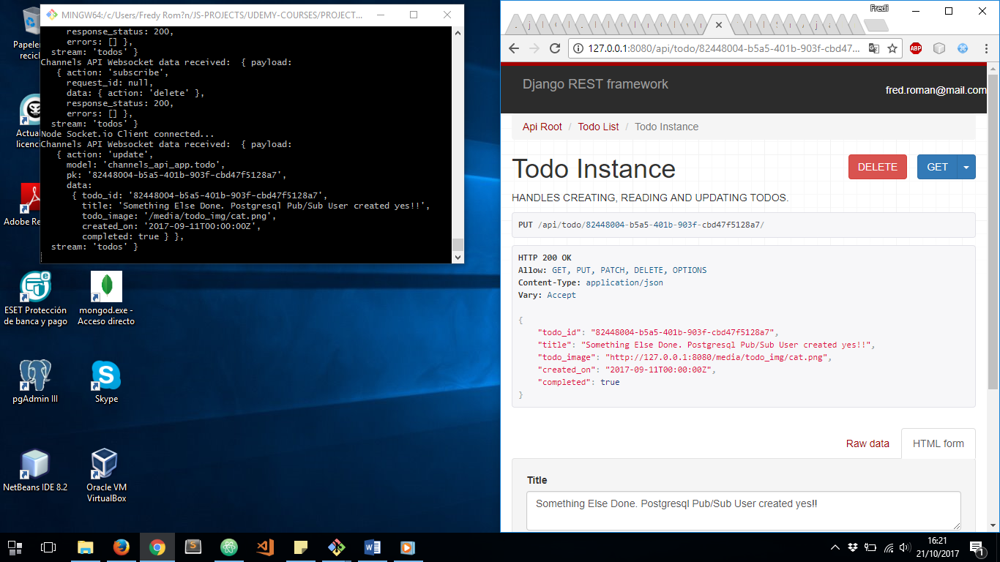 MINGW64:/c/Users/Fredy Rom?n/JS-PROJECTS/UDEMY-COURSES/PROJECT...
response_status: 200,
errors: [] },
stream: 'todos' }
Channels API Websocket data received:  { payload:
{ action: 'subscribe',
request_id: null,
data: { action: 'delete' },
response_status: 200,
errors: [] },
stream: 'todos' }
Node Socket.io Client connected...
Channels API Websocket data received:  { payload:
{ action: 'update',
model: 'channels_api_app.todo',
pk: '82448004-b5a5-401b-903f-cbd47f5128a7',
data:
{ todo_id: '82448004-b5a5-401b-903f-cbd47f5128a7',
title: 'Something Else Done. Postgresql Pub/Sub User created yes!!',
todo_image: '/media/todo_img/cat.png',
created_on: '2017-09-11T00:00:00Z',
completed: true } },
stream: 'todos' }
Papeler
recicl
Actual
licenci
Adobe Re
ESET Protección
de banca y pago
mongod.exe -
Acceso directo
pgAdmin III
Skype
NetBeans IDE 8.2
Oracle VM
VirtualBox
Fredi
127.0.0.1:8080/api/todo/82448004-b5a5-401b-903f-cbd47...
ABP
Django REST framework
fred.roman@mail.com
Api Root / Todo List / Todo Instance
Todo Instance
DELETE
GET
HANDLES CREATING, READING AND UPDATING TODOS.
PUT /api/todo/82448004-b5a5-401b-903f-cbd47f5128a7/
HTTP 200 OK
Allow: GET, PUT, PATCH, DELETE, OPTIONS
Content-Type: application/json
Vary: Accept
{
"todo_id": "82448004-b5a5-401b-903f-cbd47f5128a7",
"title": "Something Else Done. Postgresql Pub/Sub User created yes!!",
"todo_image": "http://127.0.0.1:8080/media/todo_img/cat.png",
"created_on": "2017-09-11T00:00:00Z",
"completed": true
}
Raw data
HTML form
Title
Something Else Done. Postgresql Pub/Sub User created yes!!
16:21
21/10/2017
1